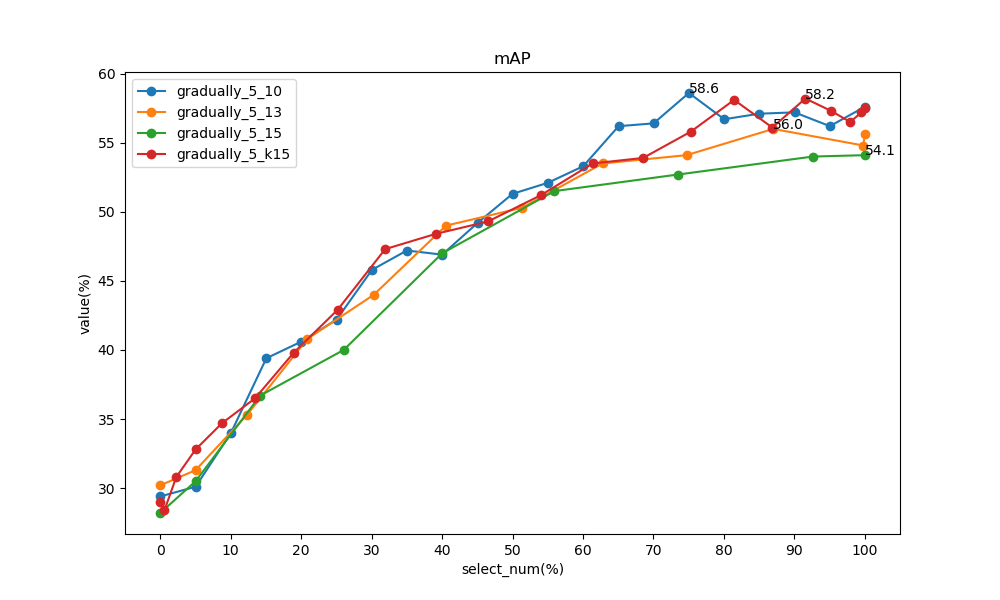 mAP
gradually_5_10
gradually_5_13
gradually_5_15
gradually_5_k15
58.6
58.2
56.0
54.1
60
55
50
45
40
35
30
value(%)
0 10 20 30 40 50 60 70 80 90 100
select_num(%)